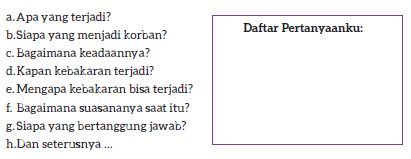 a. Apa yang terjadi?
b. Siapa yang menjadi korban?
c. Bagaimana keadaannya?
d. Kapan kebakaran terjadi?
e. Mengapa kebakaran bisa terjadi?
f. Bagaimana suasananya saat itu?
g. Siapa yang bertanggung jawab?
h. Dan seterusnya ...
Daftar Pertanyaanku: